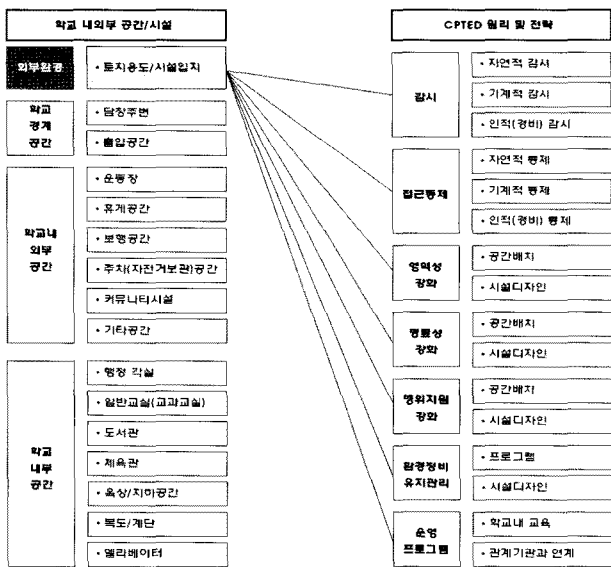 학교 내외부 공간/시설
외부환경
• 토지용도/시설입지
학교
경계
공간
• 담장주변
• 출입공간
학교내
외부
공간
• 운동장
• 휴게공간
• 보행공간
• 주차(자전거보관)공간
• 커뮤니티시설
• 기타공간
학교
내부
공간
• 행정 각실
• 일반교실(교과교실)
• 도서관
• 체육관
• 옥상/지하공간
• 복도/계단
• 엘리베이터
CPTED 원리 및 전략
감시
• 자연적 감시
• 기계적 감시
• 인적(경비) 감시
접근통제
• 자연적 통제
• 기계적 통제
• 인적(경비) 통제
영역성
강화
• 공간배치
• 시설디자인
명료성
강화
• 공간배치
• 시설디자인
행위지원
강화
• 공간배치
• 시설디자인
환경정비
유지관리
• 프로그램
• 시설디자인
운영
프로그램
• 학교내 교육
• 관계기관과 연계